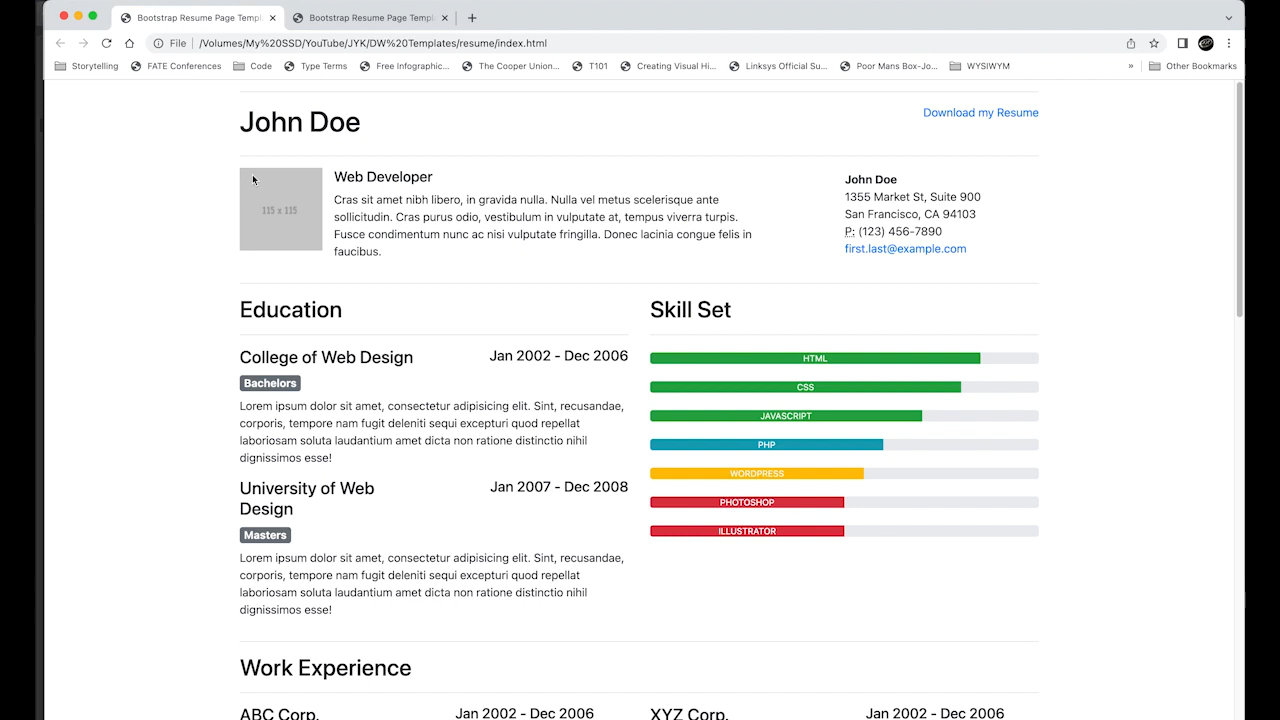 Bootstrap Resume Page Templ
Bootstrap Resume Page Templ
File
/Volumes/My%20SSD/YouTube/JYK/DW%20Templates/resume/index.html
Storytelling
FATE Conferences
Code
Type Terms
Free Infographic...
The Cooper Union...
T101
Creating Visual Hi...
Linksys Official Su...
Poor Mans Box-Jo...
WYSIWYM
»
Other Bookmarks
John Doe
Download my Resume
115 x 115
Web Developer
Cras sit amet nibh libero, in gravida nulla. Nulla vel metus scelerisque ante
sollicitudin. Cras purus odio, vestibulum in vulputate at, tempus viverra turpis.
Fusce condimentum nunc ac nisi vulputate fringilla. Donec lacinia congue felis in
faucibus.
John Doe
1355 Market St, Suite 900
San Francisco, CA 94103
P: (123) 456-7890
first.last@example.com
Education
College of Web Design
Jan 2002 - Dec 2006
Bachelors
Lorem ipsum dolor sit amet, consectetur adipisicing elit. Sint, recusandae,
corporis, tempore nam fugit deleniti sequi excepturi quod repellat
laboriosam soluta laudantium amet dicta non ratione distinctio nihil
dignissimos esse!
University of Web
Design
Jan 2007 - Dec 2008
Masters
Lorem ipsum dolor sit amet, consectetur adipisicing elit. Sint, recusandae,
corporis, tempore nam fugit deleniti sequi excepturi quod repellat
laboriosam soluta laudantium amet dicta non ratione distinctio nihil
dignissimos esse!
Skill Set
HTML
CSS
JAVASCRIPT
PHP
WORDPRESS
PHOTOSHOP
ILLUSTRATOR
Work Experience
ABC Corp.
Jan 2002 - Dec 2006
XYZ Corp.
Jan 2002 - Dec 2006